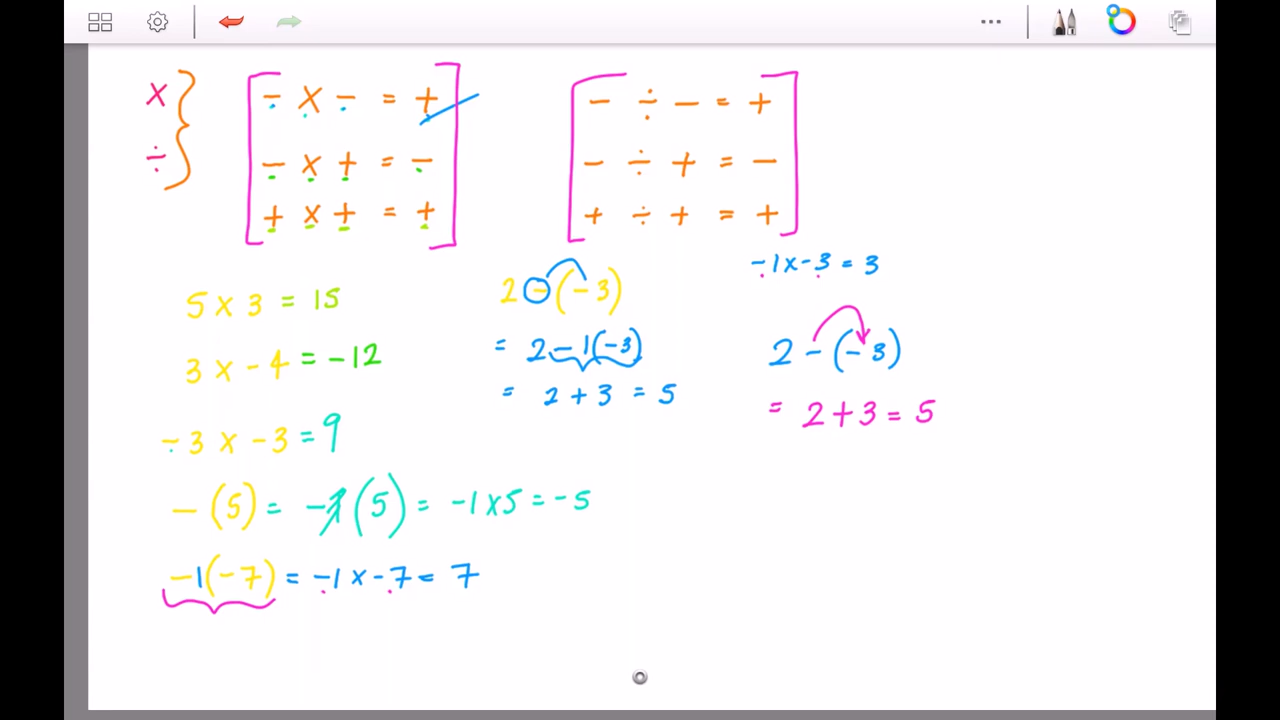 ×
÷
− × − = +
− × + = −
+ × + = +
− ÷ − = +
− ÷ + = −
+ ÷ + = +
5 × 3 = 15
3 × -4 = -12
-3 × -3 = 9
-(5) = -1(5) = -1×5 = -5
-1(-7) = -1 × -7 = 7
2 -(-3)
= 2 -1(-3)
= 2 + 3 = 5
-1×-3 = 3
2 -(-3)
= 2 + 3 = 5